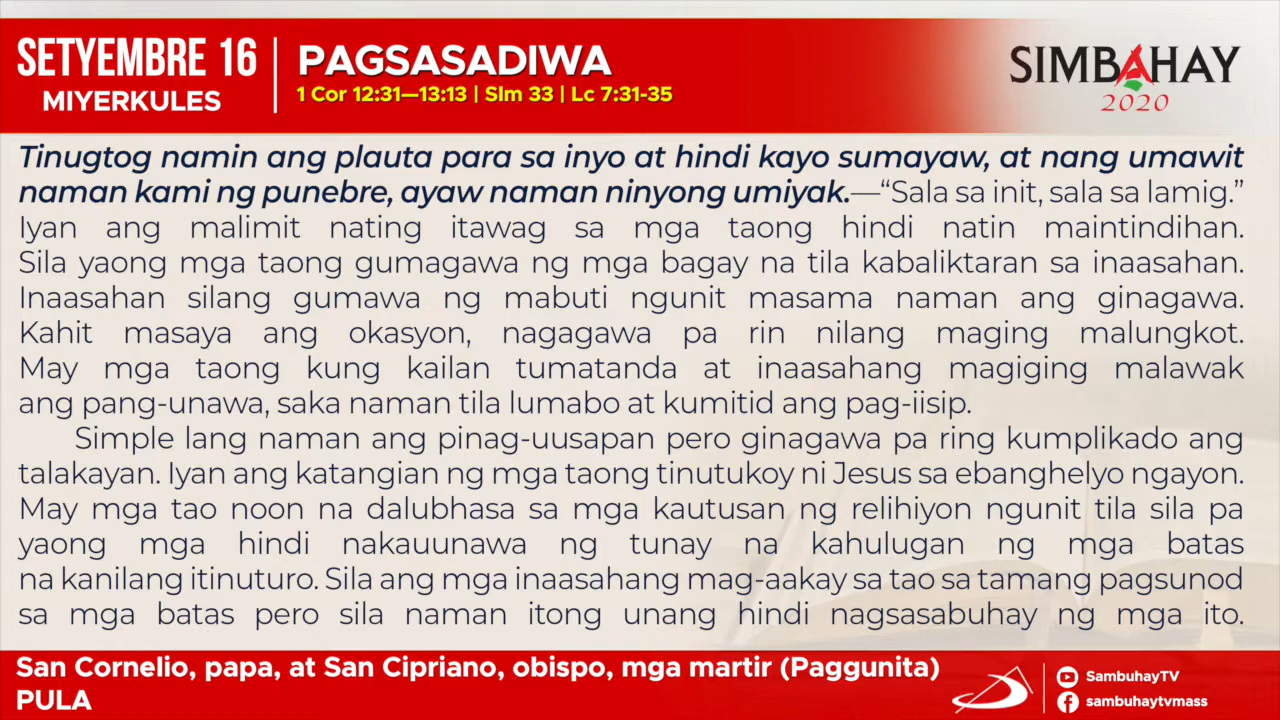 SETYEMBRE 16
MIYERKULES
PAGSASADIWA
1 Cor 12:31—13:13 | Slm 33 | Lc 7:31-35
SIMBAHAY
2020
Tinugtog namin ang plauta para sa inyo at hindi kayo sumayaw, at nang umawit
naman kami ng punebre, ayaw naman ninyong umiyak.—“Sala sa init, sala sa lamig.”
Iyan ang malimit nating itawag sa mga taong hindi natin maintindihan.
Sila yaong mga taong gumagawa ng mga bagay na tila kabaliktaran sa inaasahan.
Inaasahan silang gumawa ng mabuti ngunit masama naman ang ginagawa.
Kahit masaya ang okasyon, nagagawa pa rin nilang maging malungkot.
May mga taong kung kailan tumatanda at inaasahang magiging malawak
ang pang-unawa, saka naman tila lumabo at kumitid ang pag-iisip.
Simple lang naman ang pinag-uusapan pero ginagawa pa ring kumplikado ang
talakayan. Iyan ang katangian ng mga taong tinutukoy ni Jesus sa ebanghelyo ngayon.
May mga tao noon na dalubhasa sa mga kautusan ng relihiyon ngunit tila sila pa
yaong mga hindi nakauunawa ng tunay na kahulugan ng mga batas
na kanilang itinuturo. Sila ang mga inaasahang mag-aakay sa tao sa tamang pagsunod
sa mga batas pero sila naman itong unang hindi nagsasabuhay ng mga ito.
San Cornelio, papa, at San Cipriano, obispo, mga martir (Paggunita)
PULA
SambuhayTV
sambuhaytvmass